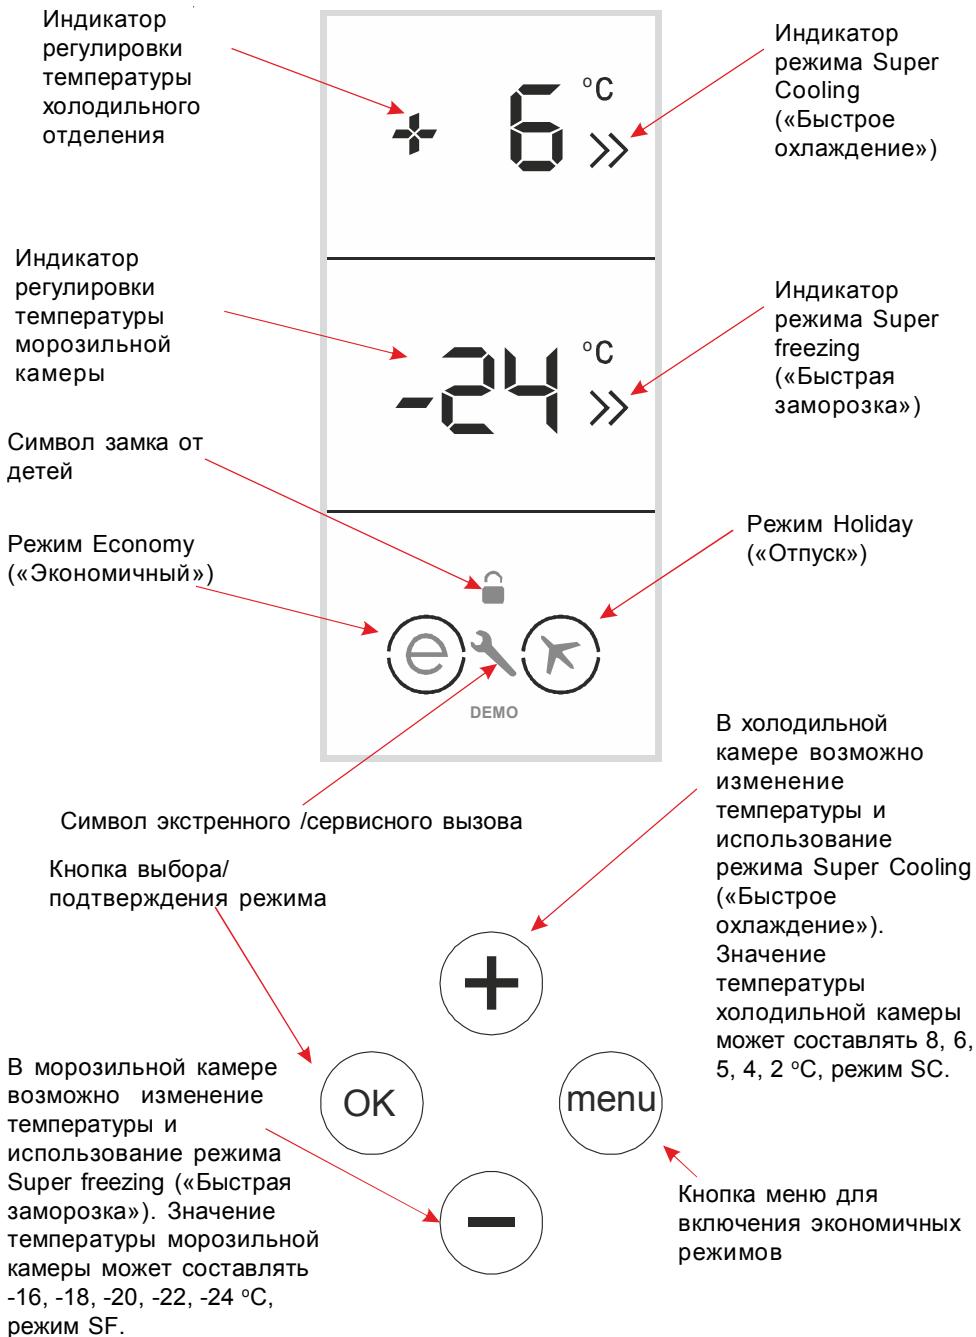 Индикатор
регулировки
температуры
холодильного
отделения
Индикатор
режима Super
Cooling
(«Быстрое
охлаждение»)
+ 6 °C
Индикатор
регулировки
температуры
морозильной
камеры
Индикатор
режима Super
freezing
(«Быстрая
заморозка»)
-24 °C
Символ замка от
детей
Режим Economy
(«Экономичный»)
Режим Holiday
(«Отпуск»)
e
DEMO
Символ экстренного /сервисного вызова
Кнопка выбора/
подтверждения режима
В холодильной
камере возможно
изменение
температуры и
использование
режима Super Cooling
(«Быстрое
охлаждение»).
Значение
температуры
холодильной камеры
может составлять 8, 6,
5, 4, 2 °C, режим SC.
+
OK
menu
−
В морозильной камере
возможно изменение
температуры и
использование режима
Super freezing («Быстрая
заморозка»). Значение
температуры морозильной
камеры может составлять
-16, -18, -20, -22, -24 °C,
режим SF.
Кнопка меню для
включения экономичных
режимов